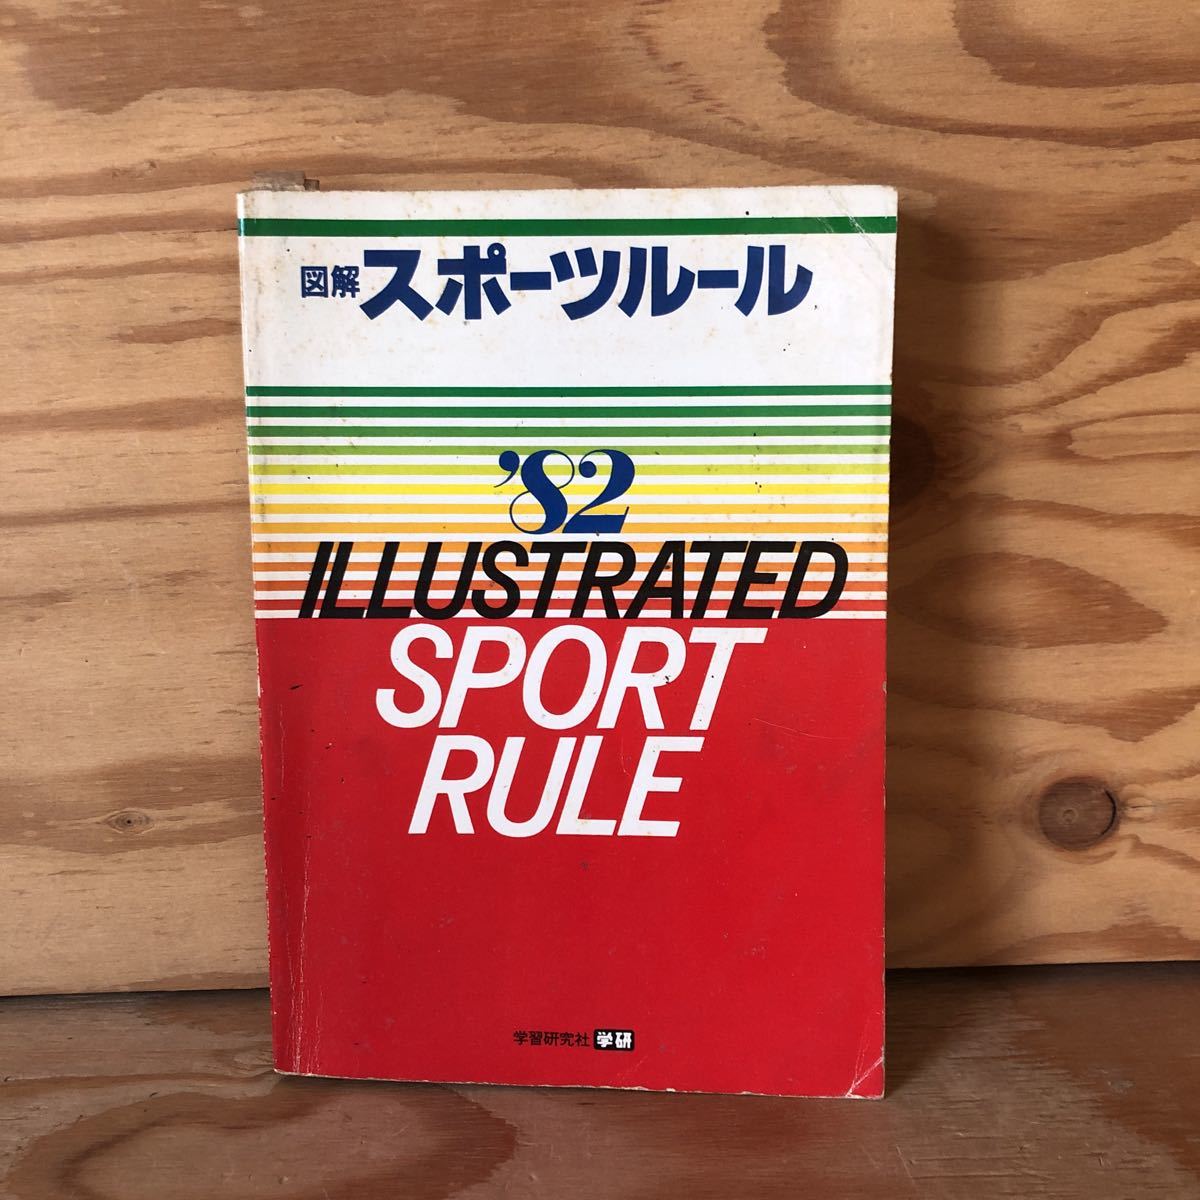 図解 スポーツルール
'82
ILLUSTRATED
SPORT
RULE
学習研究社 学研